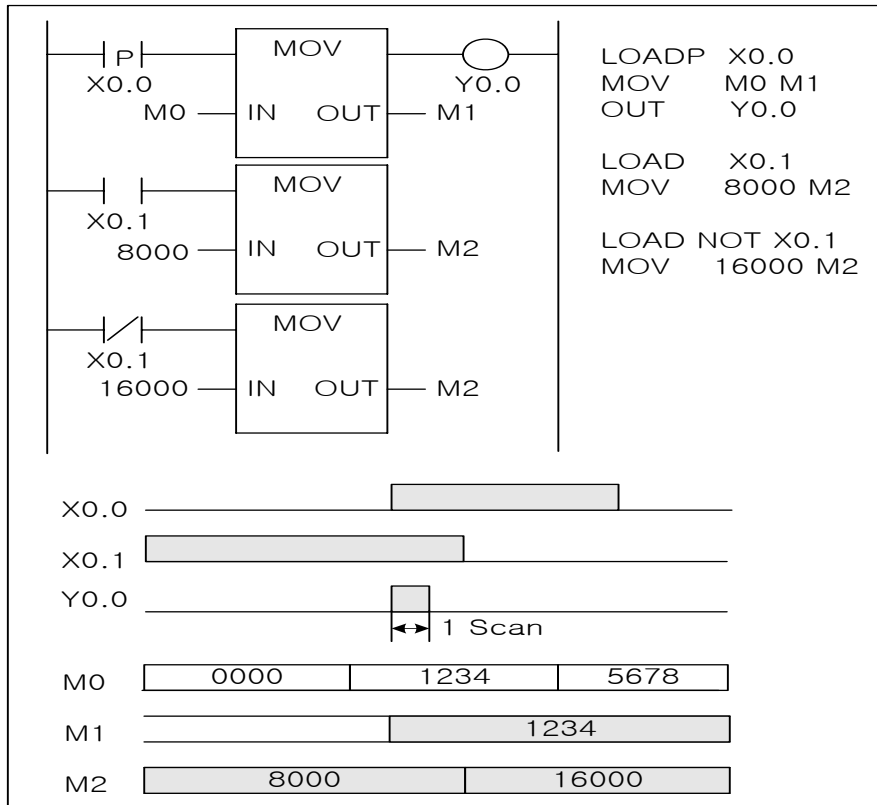 P
MOV
X0.0
Y0.0
M0
IN
OUT
M1
MOV
X0.1
8000
IN
OUT
M2
MOV
X0.1
16000
IN
OUT
M2
LOADP X0.0
MOV M0 M1
OUT Y0.0
LOAD X0.1
MOV 8000 M2
LOAD NOT X0.1
MOV 16000 M2
X0.0
X0.1
Y0.0
1 Scan
M0 0000 1234 5678
M1 1234
M2 8000 16000